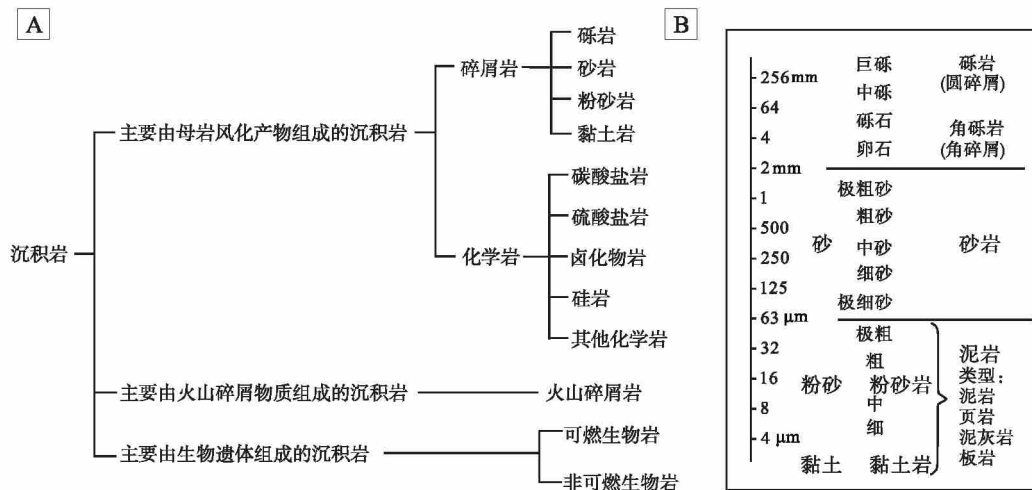 A
沉积岩
主要由母岩风化产物组成的沉积岩
碎屑岩
砾岩
砂岩
粉砂岩
黏土岩
化学岩
碳酸盐岩
硫酸盐岩
卤化物岩
硅岩
其他化学岩
主要由火山碎屑物质组成的沉积岩
火山碎屑岩
主要由生物遗体组成的沉积岩
可燃生物岩
非可燃生物岩
B
256mm
64
4
2mm
1
500
250
125
63 μm
32
16
8
4 μm
巨砾
中砾
砾石
卵石
砾岩
(圆碎屑)
角砾岩
(角碎屑)
砂
极粗砂
粗砂
中砂
细砂
极细砂
砂岩
粉砂
极粗
粗
粉砂岩
中
细
黏土
黏土岩
泥岩
类型:
泥岩
页岩
泥灰岩
板岩